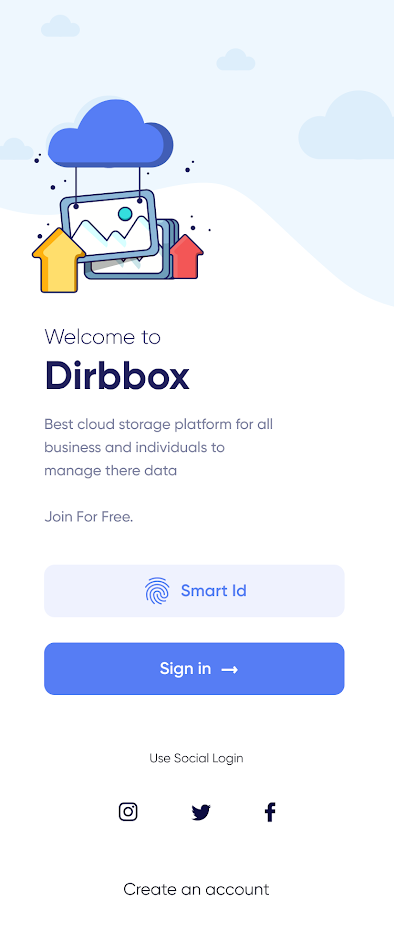 Welcome to
Dirbbox
Best cloud storage platform for all
business and individuals to
manage there data
Join For Free.
Smart Id
Sign in →
Use Social Login
Create an account